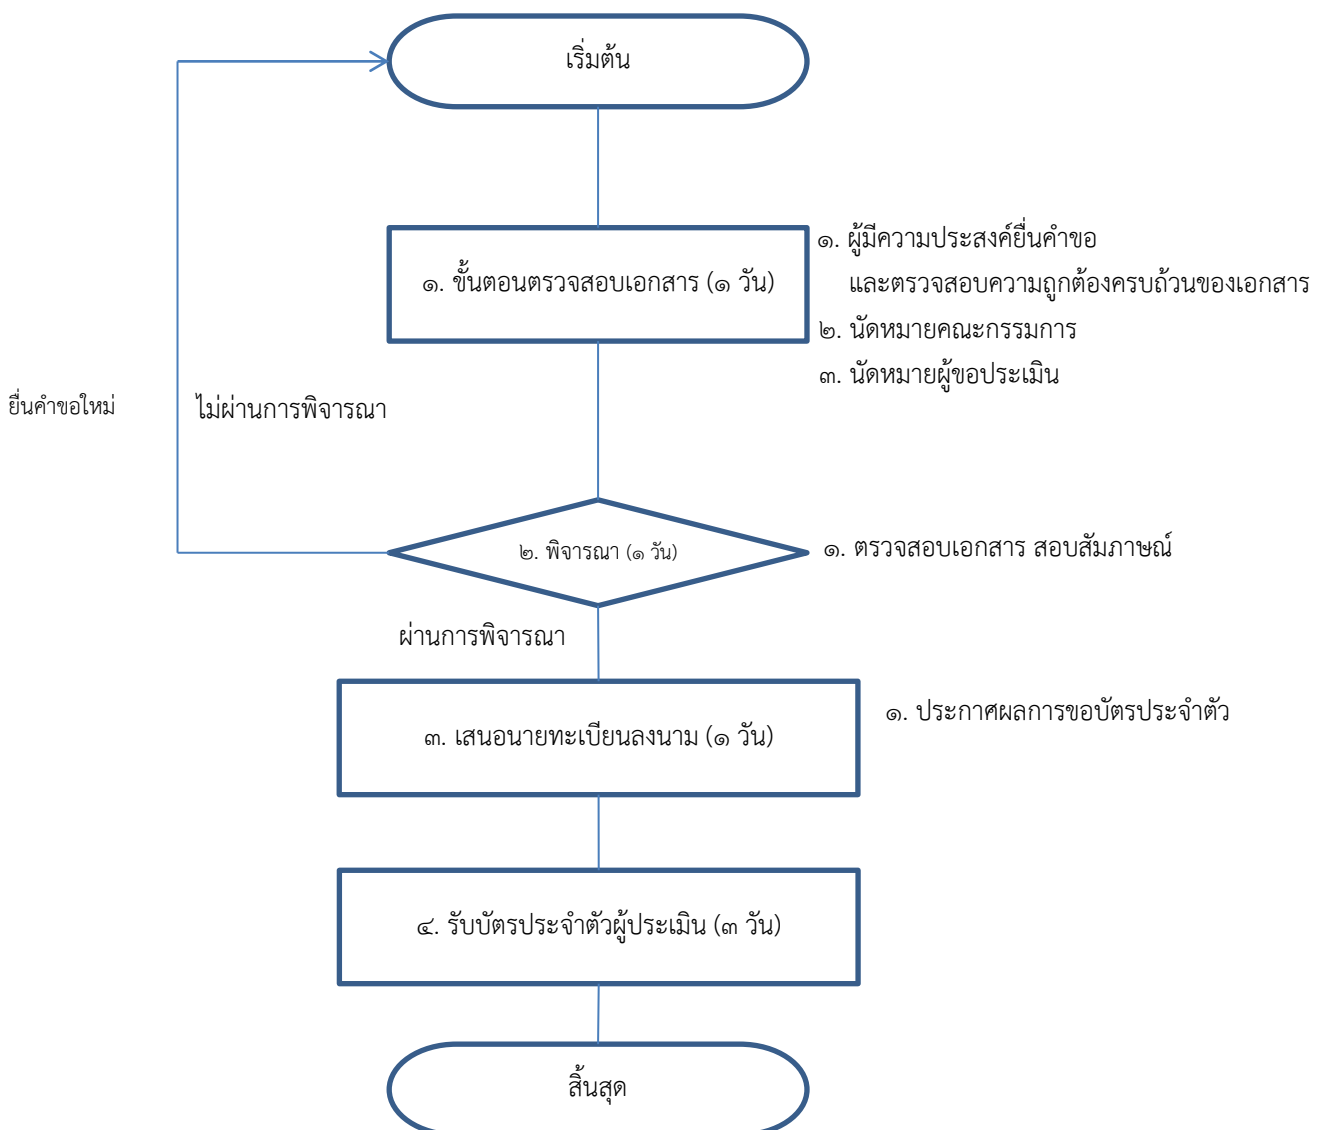 เริ่มต้น
๑. ขั้นตอนตรวจสอบเอกสาร (๑ วัน)
๑. ผู้มีความประสงค์ยื่นคำขอ
และตรวจสอบความถูกต้องครบถ้วนของเอกสาร
๒. นัดหมายคณะกรรมการ
๓. นัดหมายผู้ขอประเมิน
ยื่นคำขอใหม่
ไม่ผ่านการพิจารณา
๒. พิจารณา (๑ วัน)
๑. ตรวจสอบเอกสาร สอบสัมภาษณ์
ผ่านการพิจารณา
๓. เสนอนายทะเบียนลงนาม (๑ วัน)
๑. ประกาศผลการขอบัตรประจำตัว
๔. รับบัตรประจำตัวผู้ประเมิน (๓ วัน)
สิ้นสุด